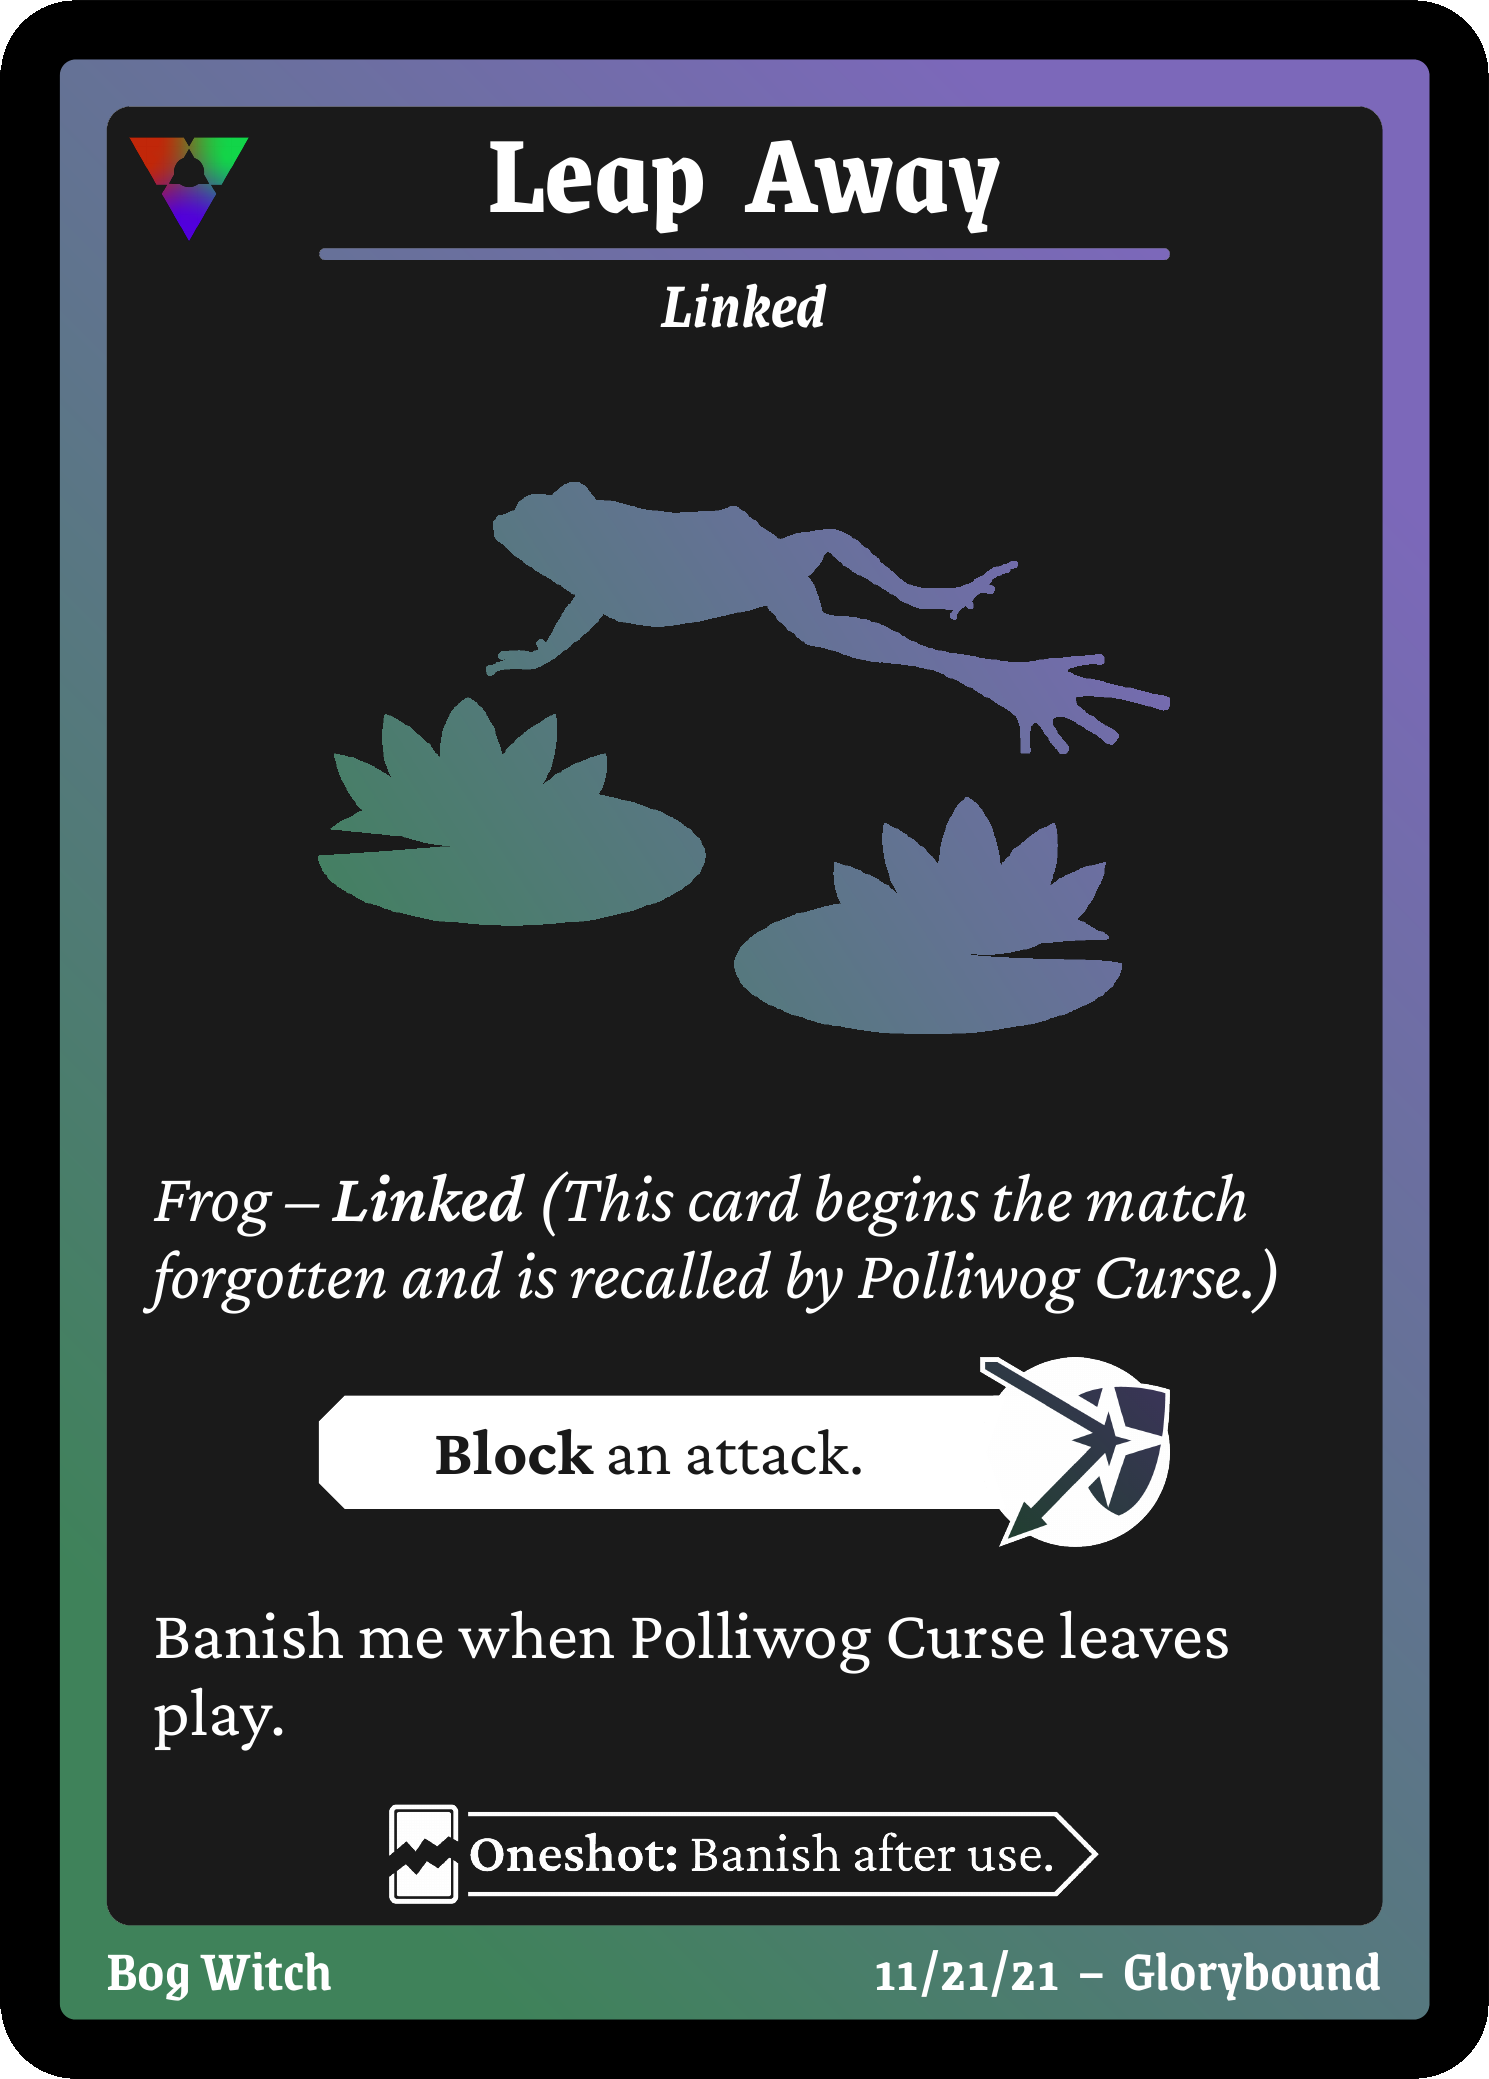 Leap Away
Linked
Frog – Linked (This card begins the match
forgotten and is recalled by Polliwog Curse.)
Block an attack.
Banish me when Polliwog Curse leaves
play.
Oneshot: Banish after use.
Bog Witch
11/21/21 – Glorybound